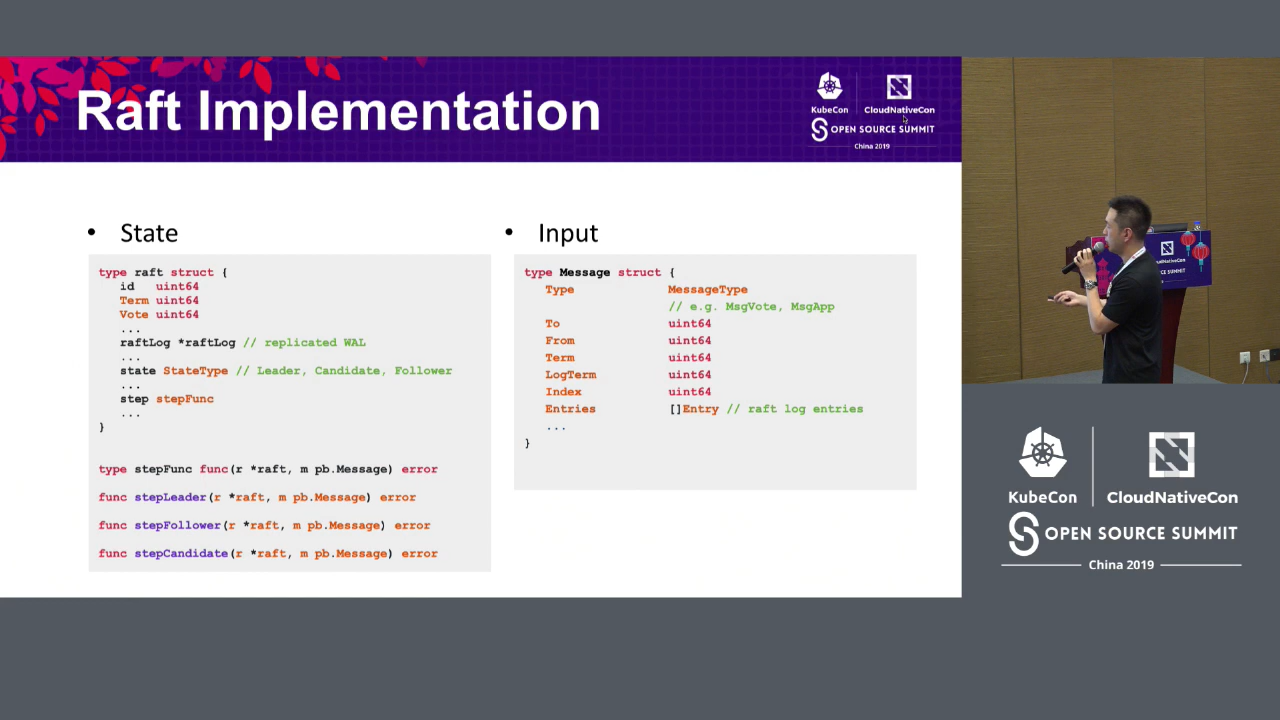 Raft Implementation
KubeCon
CloudNativeCon
OPEN SOURCE SUMMIT
China 2019
• State
type raft struct {
id uint64
Term uint64
Vote uint64
...
raftLog *raftLog // replicated WAL
...
state StateType // Leader, Candidate, Follower
...
step stepFunc
...
}
type stepFunc func(r *raft, m pb.Message) error
func stepLeader(r *raft, m pb.Message) error
func stepFollower(r *raft, m pb.Message) error
func stepCandidate(r *raft, m pb.Message) error
• Input
type Message struct {
Type MessageType
// e.g. MsgVote, MsgApp
To uint64
From uint64
Term uint64
LogTerm uint64
Index uint64
Entries []Entry // raft log entries
...
}
SUMMIT
KubeCon
CloudNativeCon
OPEN SOURCE SUMMIT
China 2019